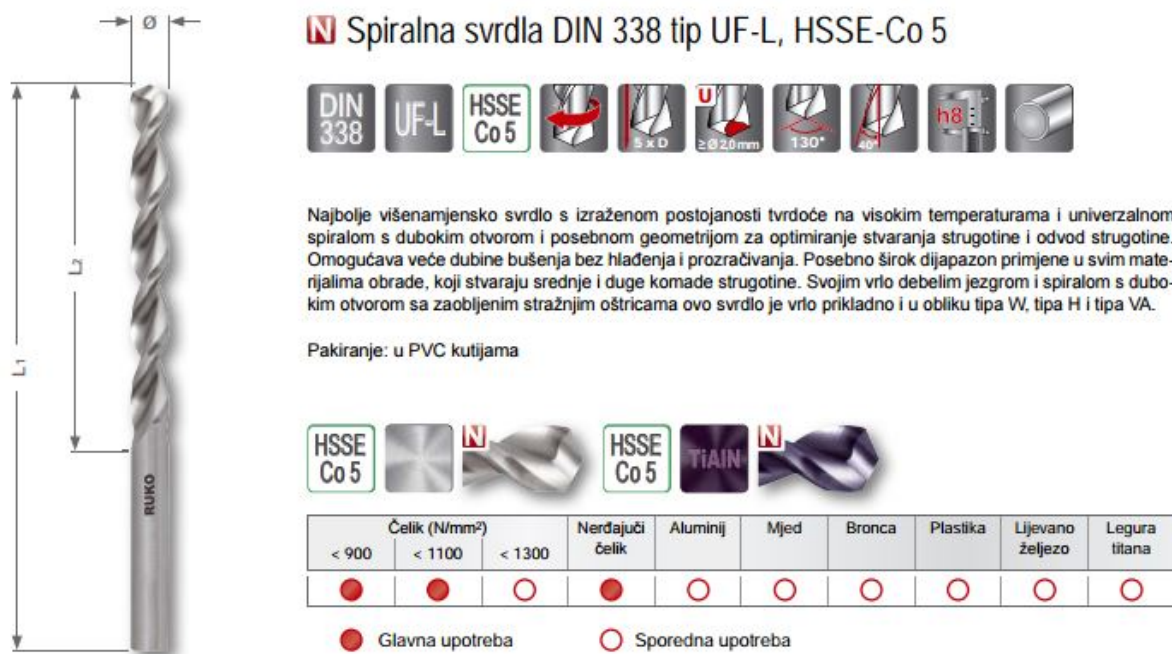 Ø
N Spiralna svrdla DIN 338 tip UF-L, HSSE-Co 5
DIN 338
UF-L
HSSE Co 5
5 x D
U
≥ Ø 2,0 mm
130°
40°
h8
Najbolje višenamjensko svrdlo s izraženom postojanosti tvrdoće na visokim temperaturama i univerzalnom
spiralom s dubokim otvorom i posebnom geometrijom za optimiranje stvaranja strugotine i odvod strugotine.
Omogućava veće dubine bušenja bez hlađenja i prozračivanja. Posebno širok dijapazon primjene u svim mate-
rijalima obrade, koji stvaraju srednje i duge komade strugotine. Svojim vrlo debelim jezgrom i spiralom s dubo-
kim otvorom sa zaobljenim stražnjim oštricama ovo svrdlo je vrlo prikladno i u obliku tipa W, tipa H i tipa VA.
Pakiranje: u PVC kutijama
L1
L2
RUKO
HSSE Co 5
N
HSSE Co 5
TiAlN
N
Čelik (N/mm²)
< 900
< 1100
< 1300
Nerđajuči čelik
Aluminij
Mjed
Bronca
Plastika
Lijevano željezo
Legura titana
Glavna upotreba
Sporedna upotreba